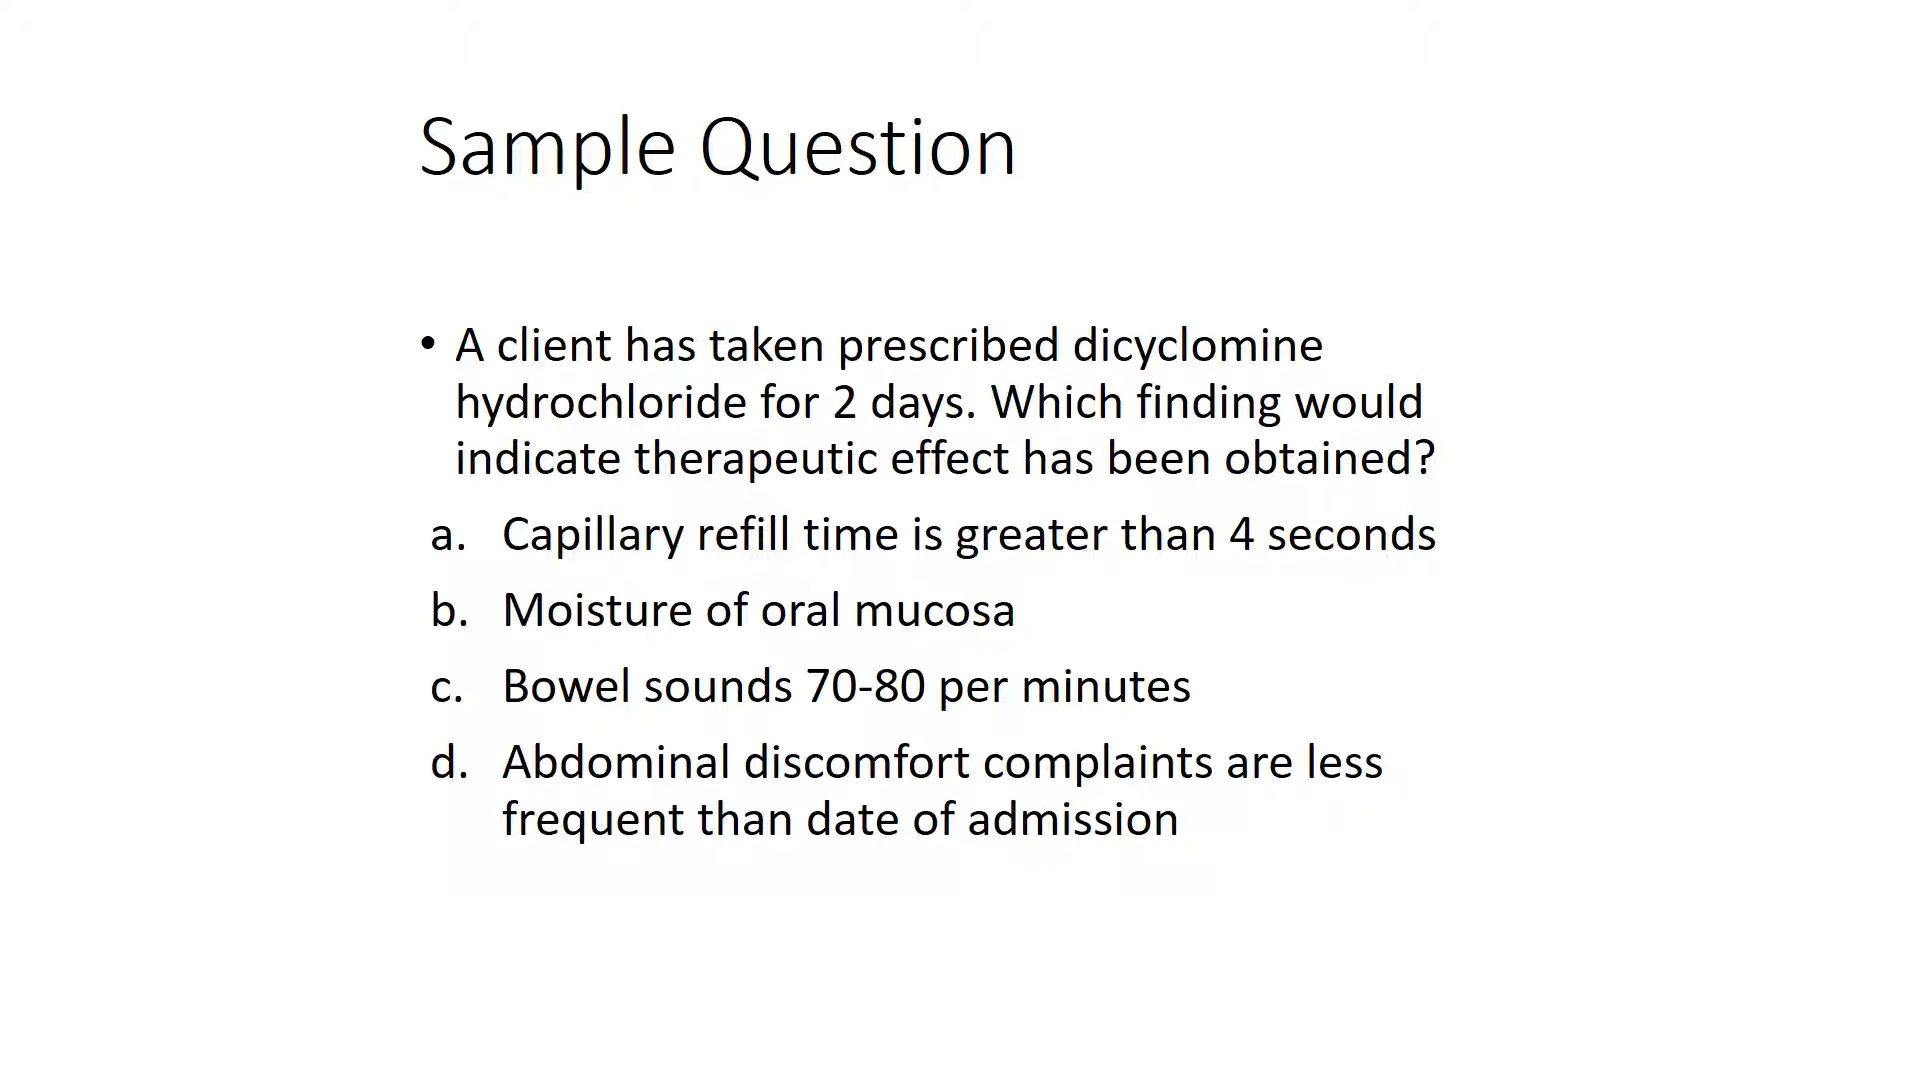 Sample Question
• A client has taken prescribed dicyclomine
hydrochloride for 2 days. Which finding would
indicate therapeutic effect has been obtained?
a. Capillary refill time is greater than 4 seconds
b. Moisture of oral mucosa
c. Bowel sounds 70-80 per minutes
d. Abdominal discomfort complaints are less
frequent than date of admission